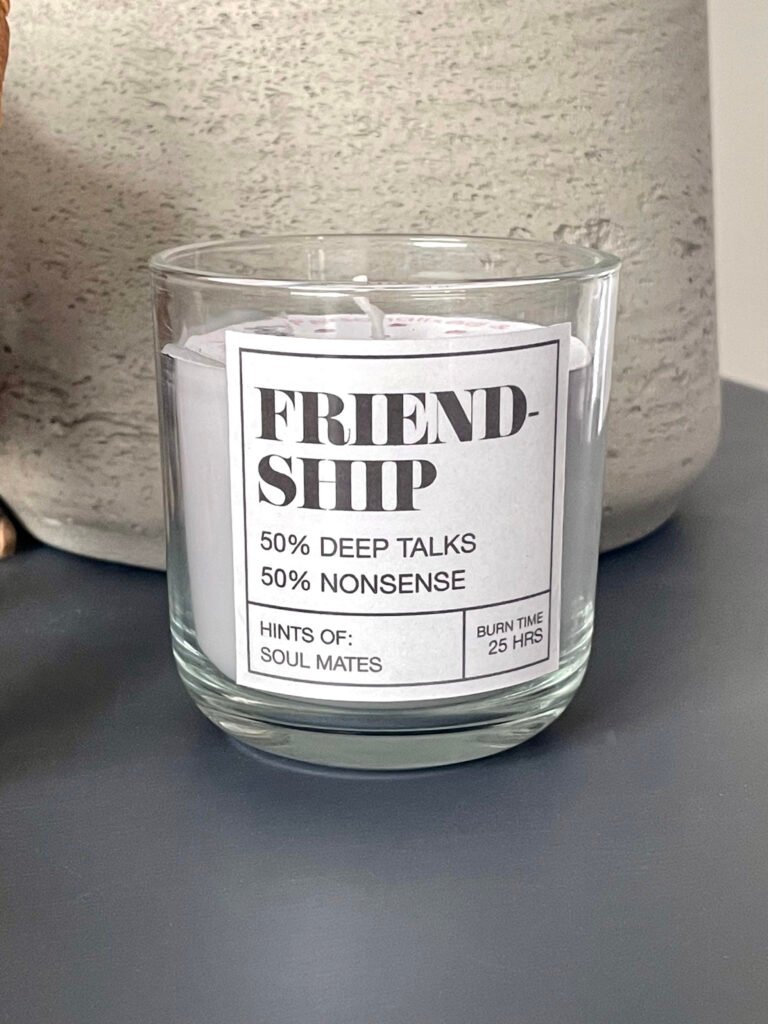 FRIEND-
SHIP
50% DEEP TALKS
50% NONSENSE
HINTS OF:
SOUL MATES
BURN TIME
25 HRS